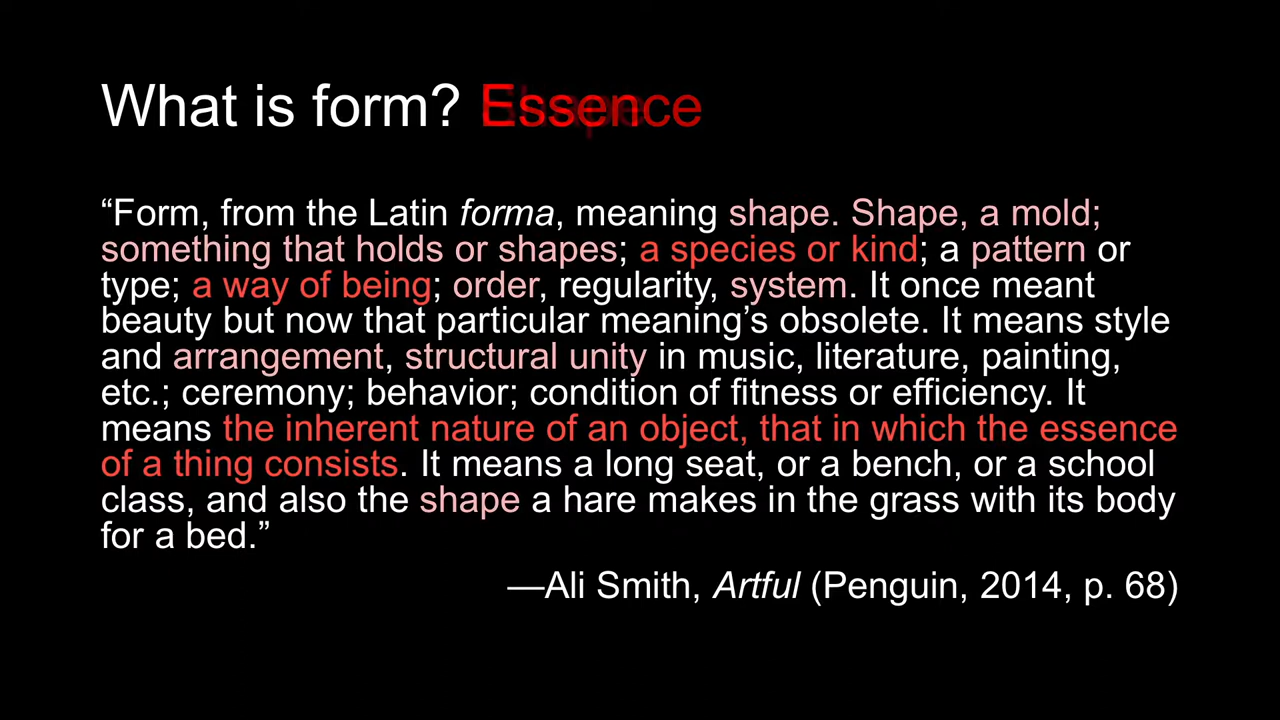 What is form? Essence
“Form, from the Latin forma, meaning shape. Shape, a mold;
something that holds or shapes; a species or kind; a pattern or
type; a way of being; order, regularity, system. It once meant
beauty but now that particular meaning’s obsolete. It means style
and arrangement, structural unity in music, literature, painting,
etc.; ceremony; behavior; condition of fitness or efficiency. It
means the inherent nature of an object, that in which the essence
of a thing consists. It means a long seat, or a bench, or a school
class, and also the shape a hare makes in the grass with its body
for a bed.”
—Ali Smith, Artful (Penguin, 2014, p. 68)